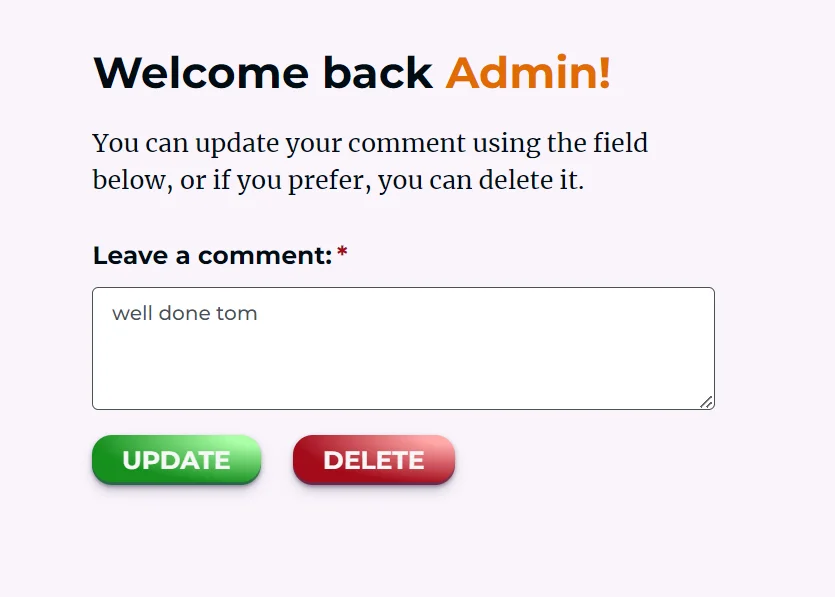 Welcome back Admin!
You can update your comment using the field
below, or if you prefer, you can delete it.
Leave a comment:*
well done tom
UPDATE DELETE